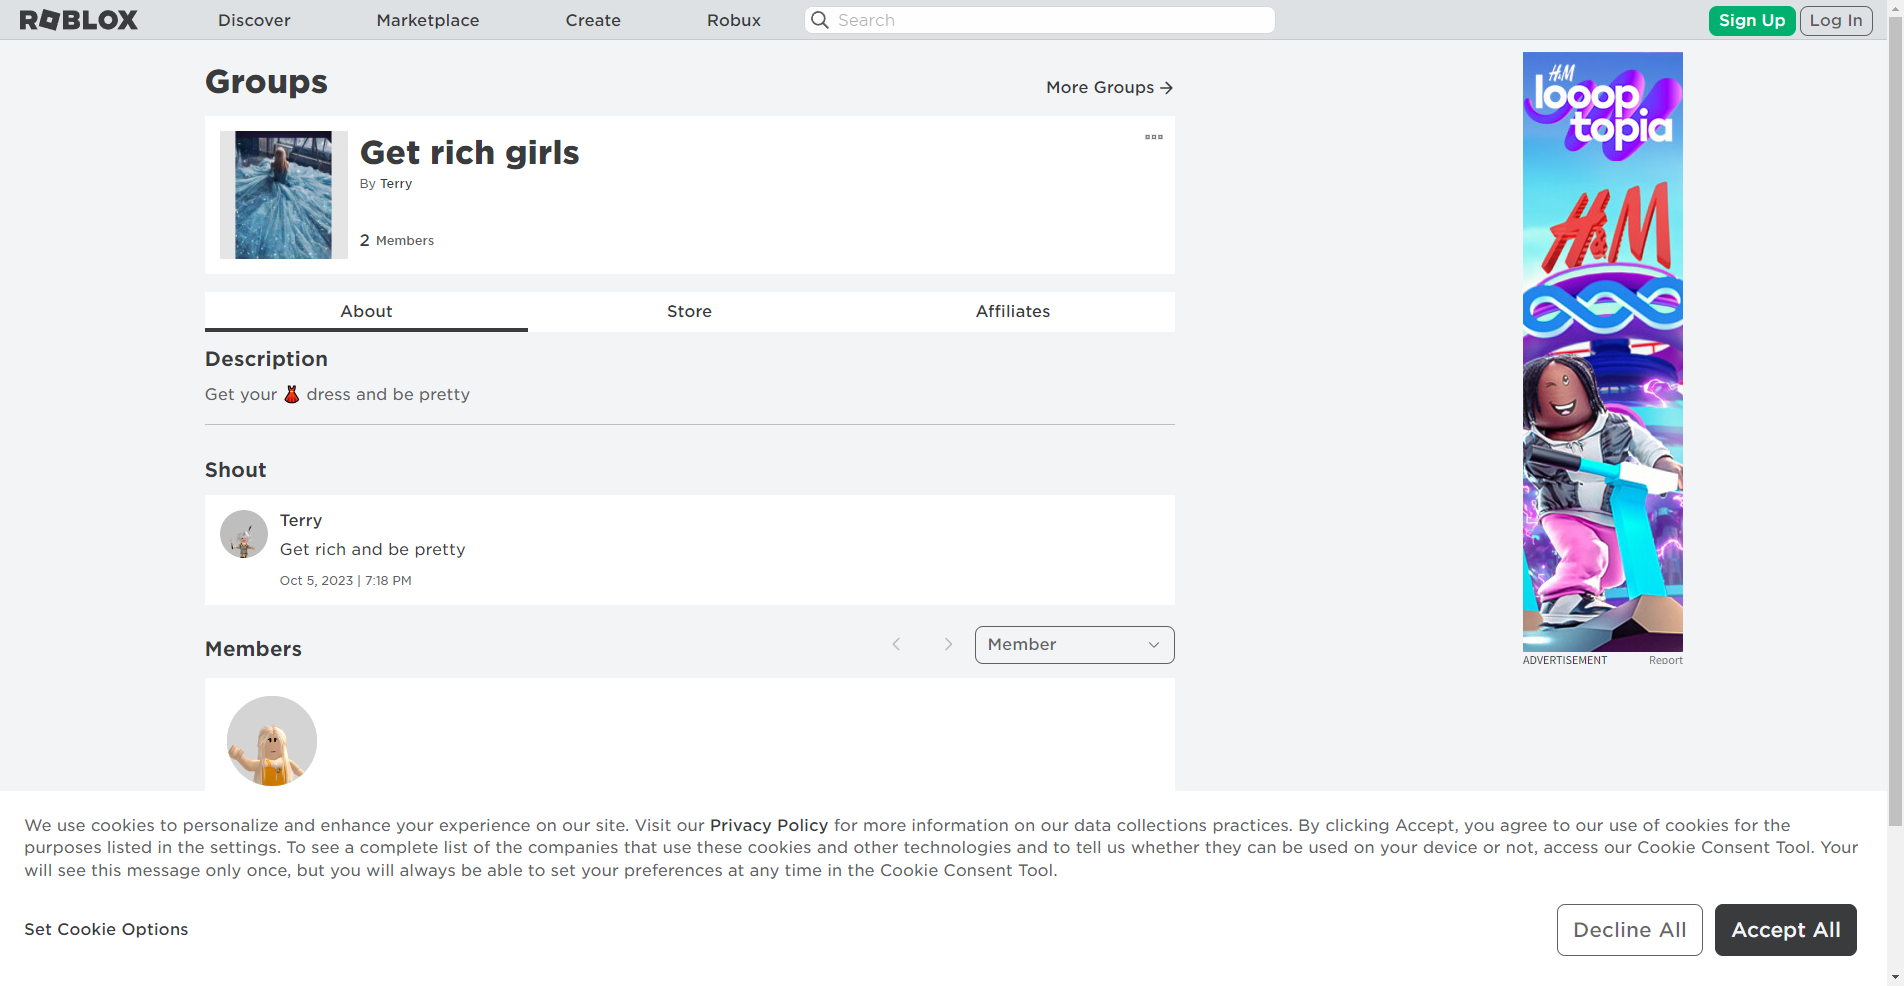 ROBLOX
Discover
Marketplace
Create
Robux
Search
Sign Up
Log In
Groups
More Groups →
Get rich girls
By Terry
2 Members
About
Store
Affiliates
Description
Get your 💃 dress and be pretty
Shout
Terry
Get rich and be pretty
Oct 5, 2023 | 7:18 PM
Members
Member
H&M
looop
topia
H&M
ADVERTISEMENT
Report
We use cookies to personalize and enhance your experience on our site. Visit our Privacy Policy for more information on our data collections practices. By clicking Accept, you agree to our use of cookies for the
purposes listed in the settings. To see a complete list of the companies that use these cookies and other technologies and to tell us whether they can be used on your device or not, access our Cookie Consent Tool. Your
will see this message only once, but you will always be able to set your preferences at any time in the Cookie Consent Tool.
Set Cookie Options
Decline All
Accept All